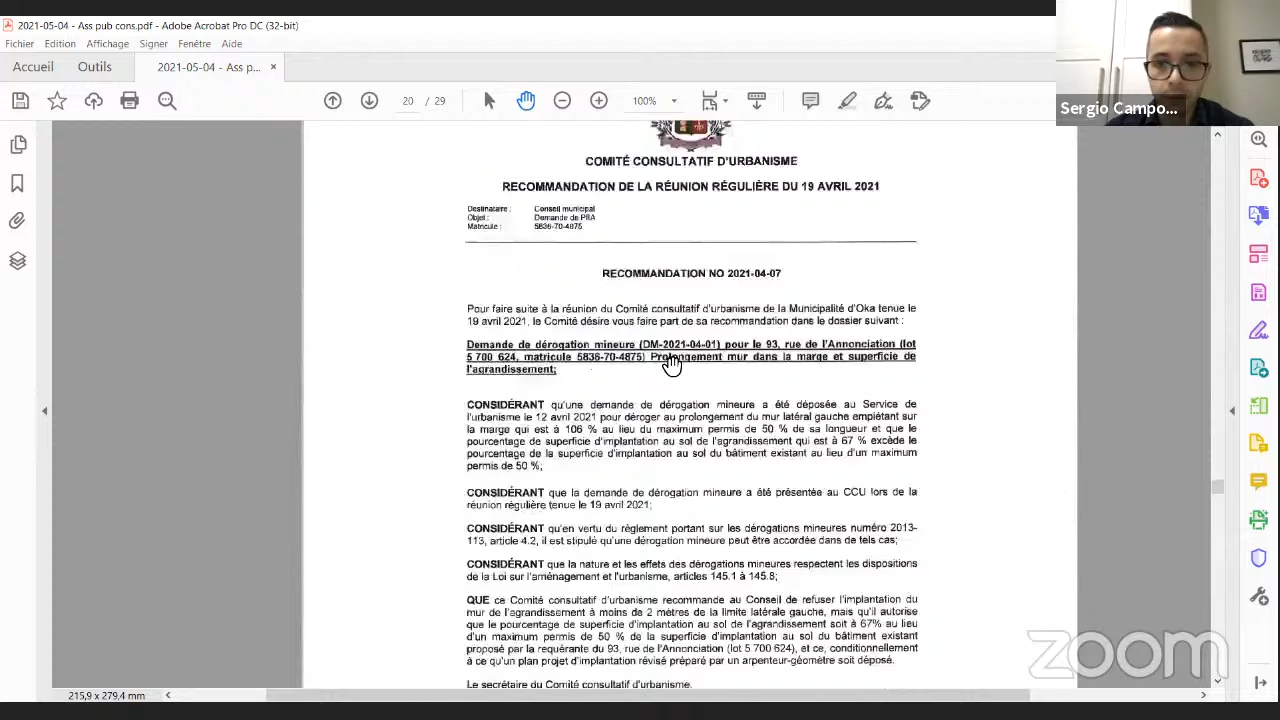 2021-05-04 - Ass pub cons.pdf - Adobe Acrobat Pro DC (32-bit)
Fichier Edition Affichage Signer Fenêtre Aide
Accueil Outils 2021-05-04 - Ass p... ×
20 / 29 100%
Sergio Campo...
COMITÉ CONSULTATIF D'URBANISME
RECOMMANDATION DE LA RÉUNION RÉGULIÈRE DU 19 AVRIL 2021
Destinataire : Conseil municipal
Objet : Demande de PIIA
Matricule : 5836-70-4875
RECOMMANDATION NO 2021-04-07
Pour faire suite à la réunion du Comité consultatif d'urbanisme de la Municipalité d'Oka tenue le
19 avril 2021, le Comité désire vous faire part de sa recommandation dans le dossier suivant :
Demande de dérogation mineure (DM-2021-04-01) pour le 93, rue de l'Annonciation (lot
5 700 624, matricule 5836-70-4875) Prolongement mur dans la marge et superficie de
l'agrandissement;
CONSIDÉRANT qu'une demande de dérogation mineure a été déposée au Service de
l'urbanisme le 12 avril 2021 pour déroger au prolongement du mur latéral gauche empiétant sur
la marge qui est à 106 % au lieu du maximum permis de 50 % de sa longueur et que le
pourcentage de superficie d'implantation au sol de l'agrandissement qui est à 67 % excède le
pourcentage de la superficie d'implantation au sol du bâtiment existant au lieu d'un maximum
permis de 50 %;
CONSIDÉRANT que la demande de dérogation mineure a été présentée au CCU lors de la
réunion régulière tenue le 19 avril 2021;
CONSIDÉRANT qu'en vertu du règlement portant sur les dérogations mineures numéro 2013-
113, article 4.2, il est stipulé qu'une dérogation mineure peut être accordée dans de tels cas;
CONSIDÉRANT que la nature et les effets des dérogations mineures respectent les dispositions
de la Loi sur l'aménagement et l'urbanisme, articles 145.1 à 145.8;
QUE ce Comité consultatif d'urbanisme recommande au Conseil de refuser l'implantation du
mur de l'agrandissement à moins de 2 mètres de la limite latérale gauche, mais qu'il autorise
que le pourcentage de superficie d'implantation au sol de l'agrandissement soit à 67% au lieu
d'un maximum permis de 50 % de la superficie d'implantation au sol du bâtiment existant
proposé par la requérante du 93, rue de l'Annonciation (lot 5 700 624), et ce, conditionnellement
à ce qu'un plan projet d'implantation révisé préparé par un arpenteur-géomètre soit déposé.
Le secrétaire du Comité consultatif d'urbanisme.
215,9 x 279,4 mm
zoom